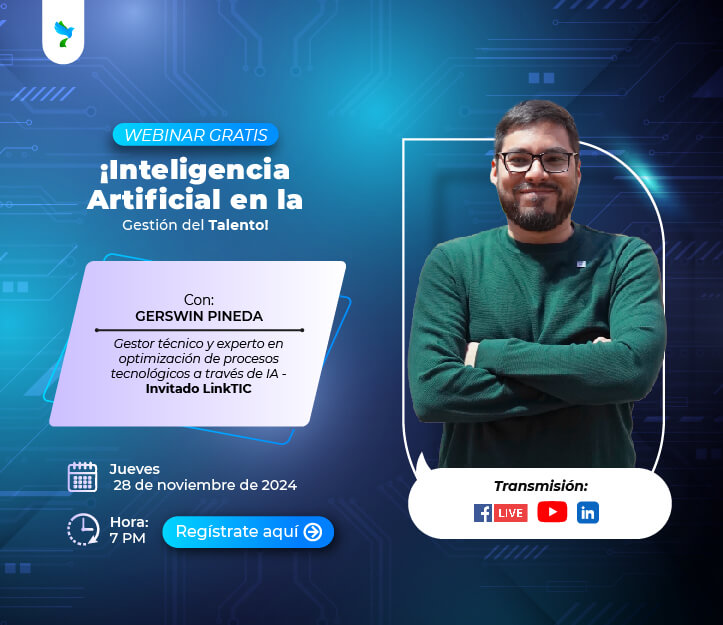 WEBINAR GRATIS
¡Inteligencia
Artificial en la
Gestión del Talento!
Con:
GERSWIN PINEDA
Gestor técnico y experto en
optimización de procesos
tecnológicos a través de IA -
Invitado LinkTIC
Jueves
28 de noviembre de 2024
Hora:
7 PM
Regístrate aquí
Transmisión:
f LIVE
in